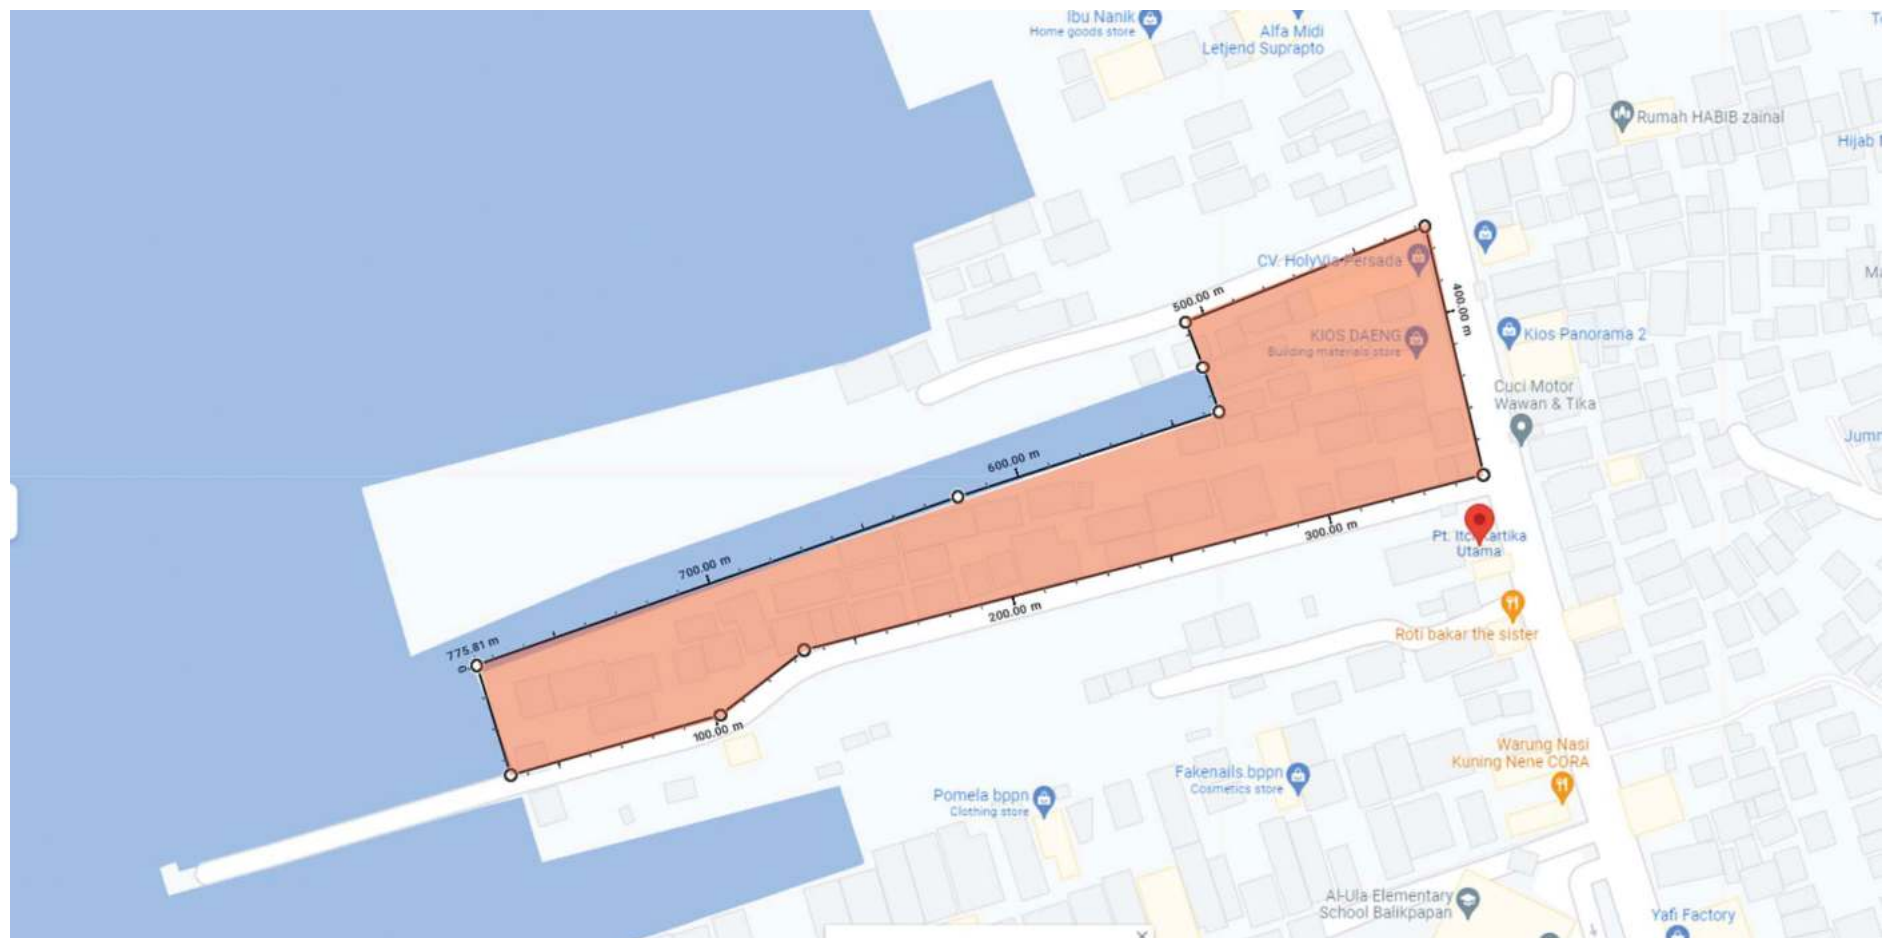 Ibu Nanik
Home goods store
Alfa Midi
Letjend Suprapto
Rumah HABIB zainal
Hijab
CV. HolyVia Persada
500.00 m
400.00 m
KIOS DAENG
Building materials store
Kios Panorama 2
Cuci Motor
Wawan & Tika
600.00 m
300.00 m
Utama
700.00 m
200.00 m
775.81 m
Roti bakar the sister
100.00 m
Warung Nasi
Kuning Nene CORA
Fakenails.bppn
Cosmetics store
Pomela bppn
Clothing store
Al-Ula Elementary
School Balikpapan
Yafi Factory